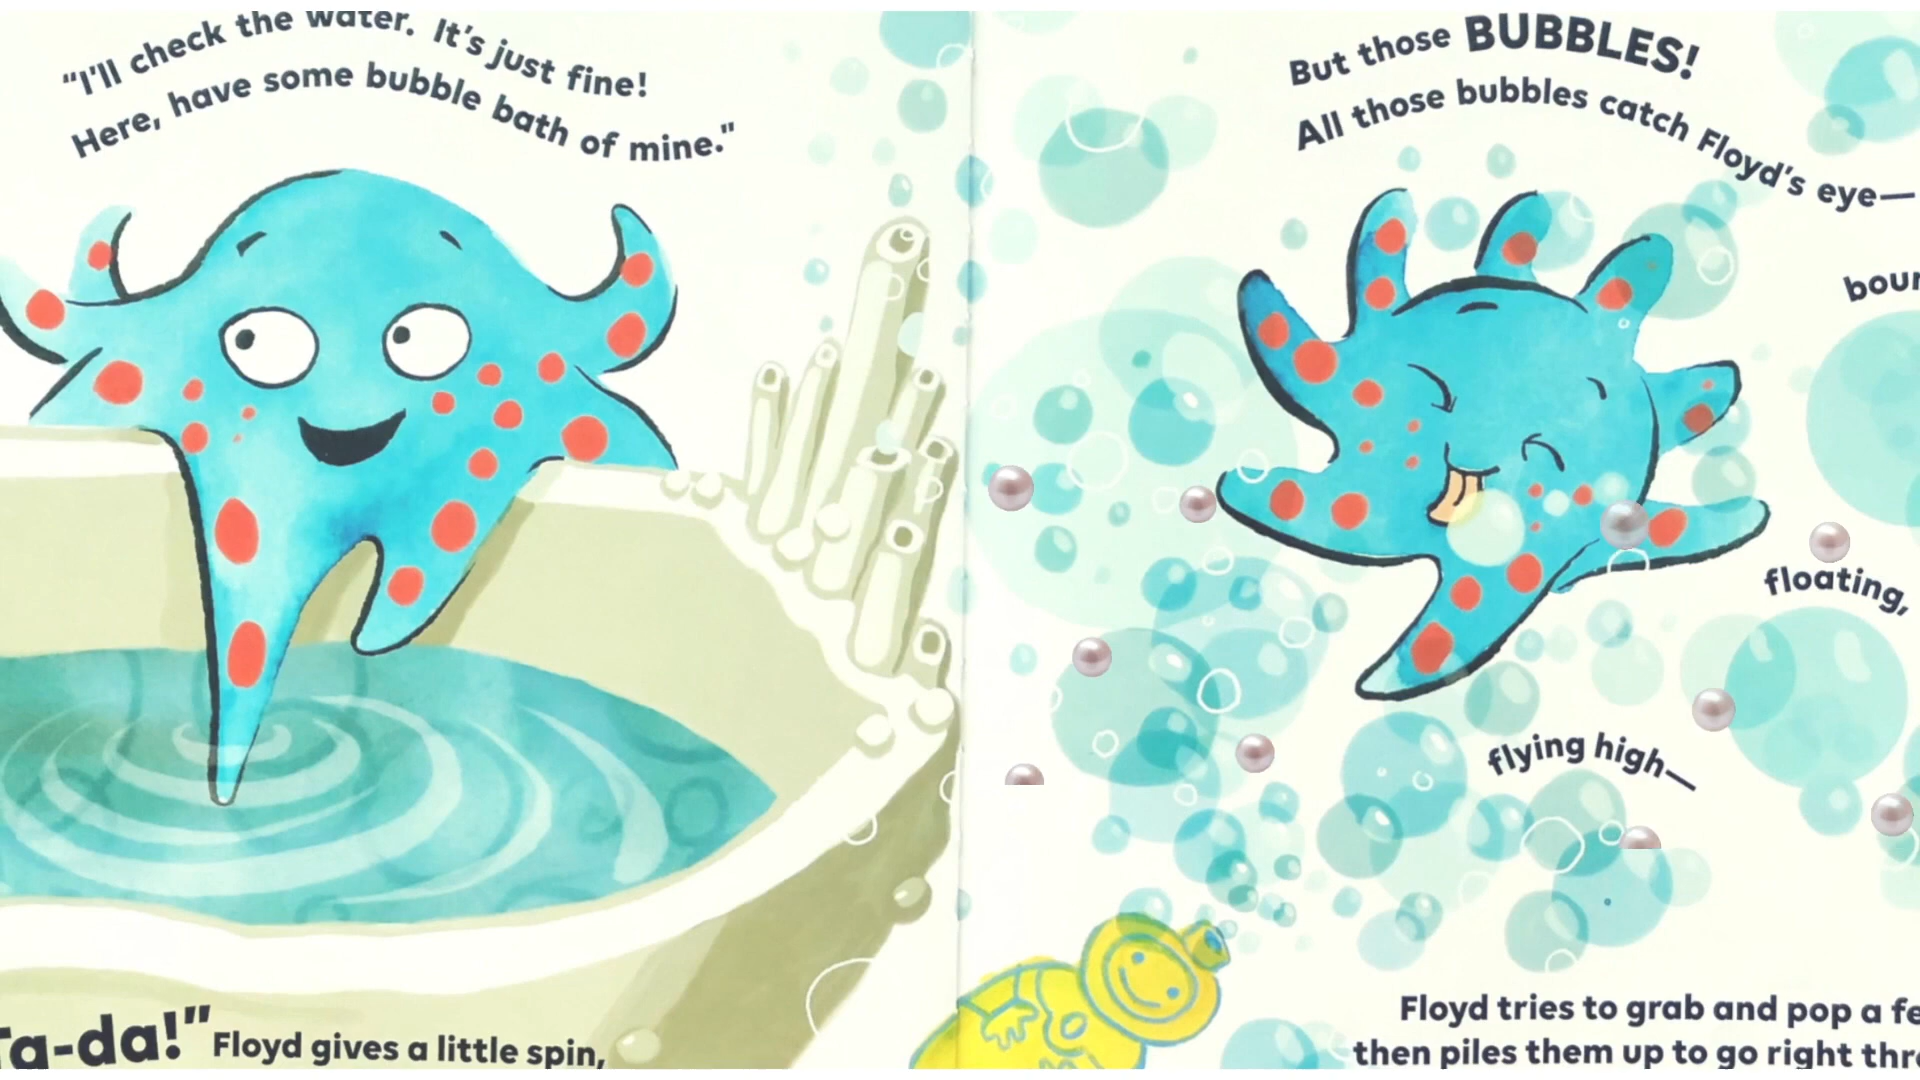 "I'll check the water. It's just fine!
Here, have some bubble bath of mine."
Ta-da!" Floyd gives a little spin,
But those BUBBLES!
All those bubbles catch Floyd's eye—
floating,
flying high—
Floyd tries to grab and pop a
then piles them up to go right